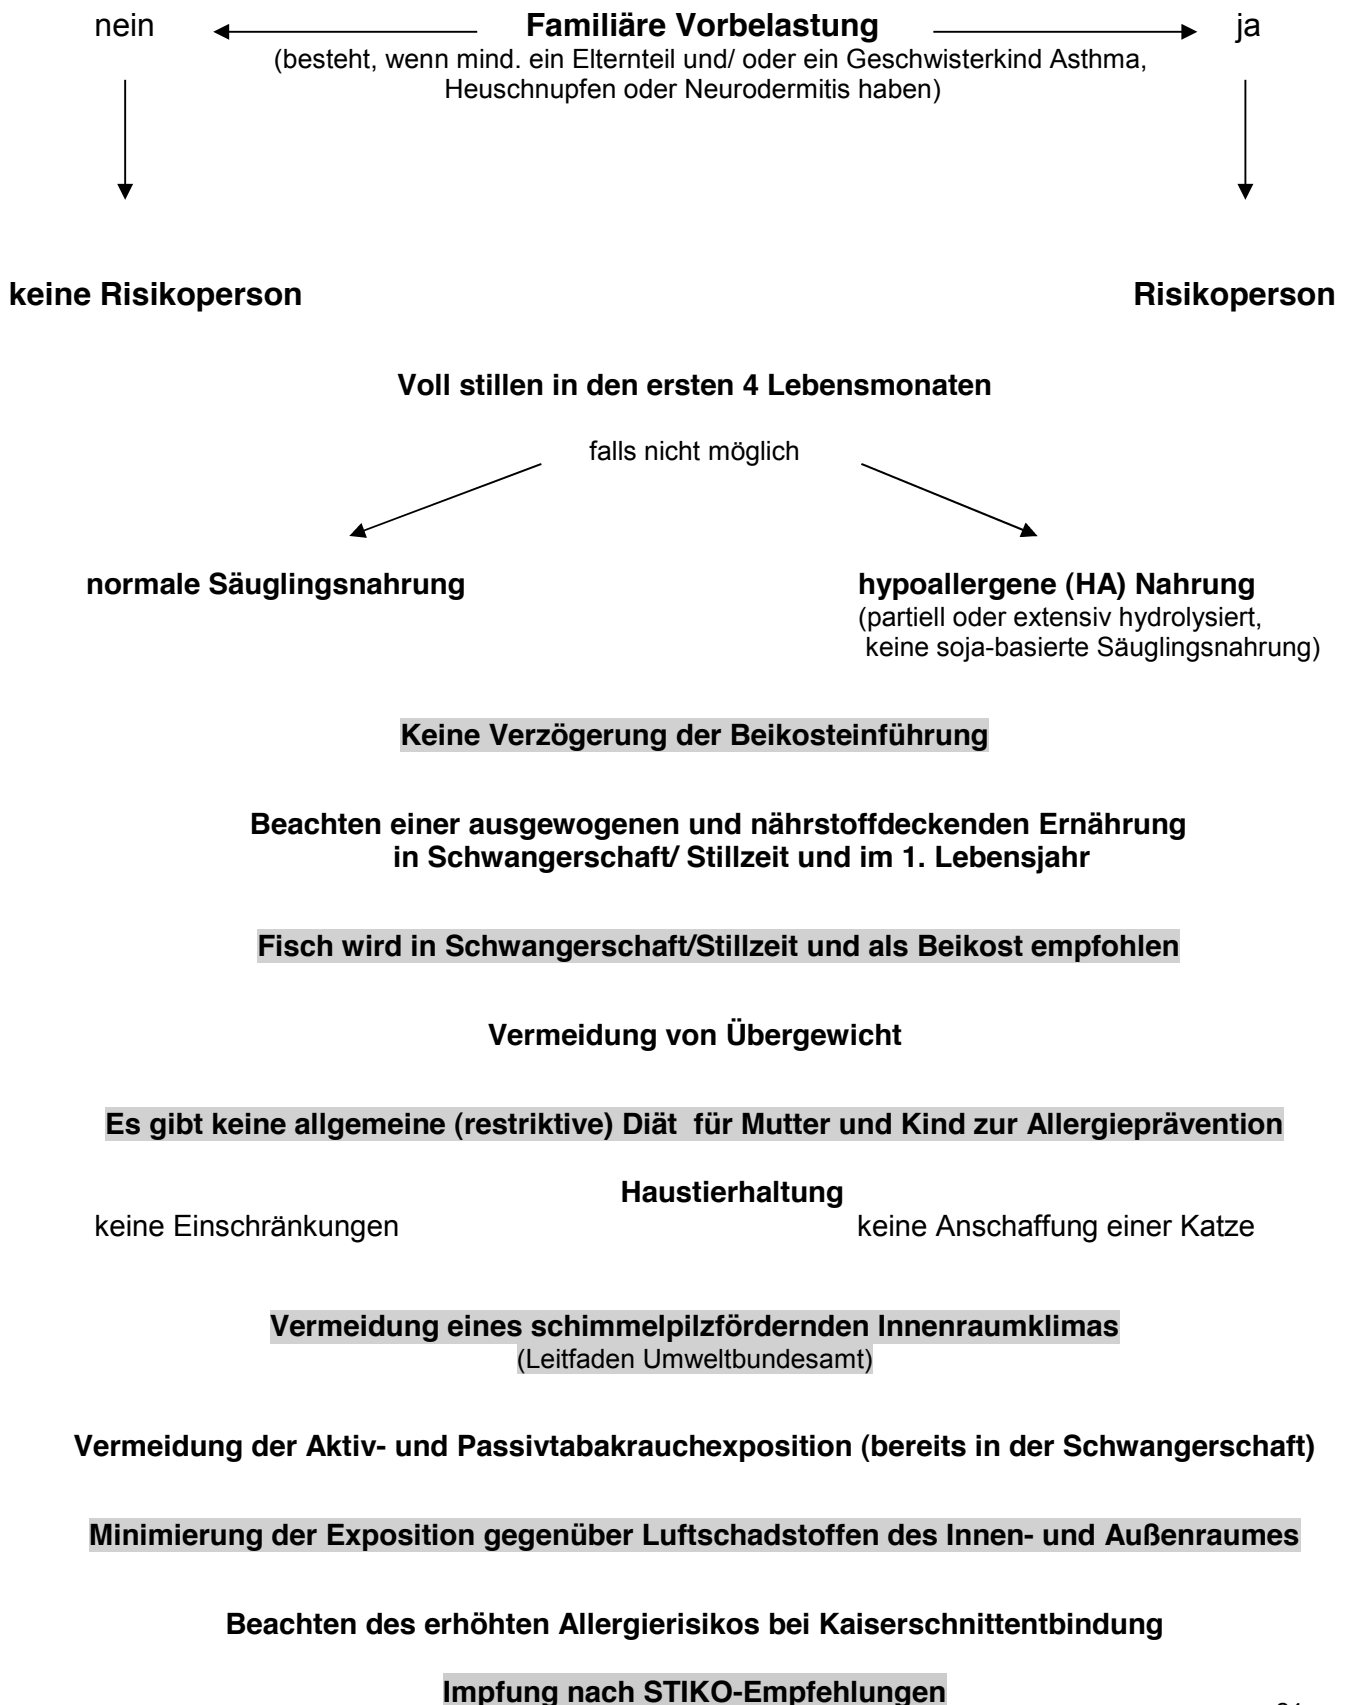 nein Familiäre Vorbelastung ja
(besteht, wenn mind. ein Elternteil und/ oder ein Geschwisterkind Asthma,
Heuschnupfen oder Neurodermitis haben)
keine Risikoperson Risikoperson
Voll stillen in den ersten 4 Lebensmonaten
falls nicht möglich
normale Säuglingsnahrung hypoallergene (HA) Nahrung
(partiell oder extensiv hydrolysiert,
keine soja-basierte Säuglingsnahrung)
Keine Verzögerung der Beikosteinführung
Beachten einer ausgewogenen und nährstoffdeckenden Ernährung
in Schwangerschaft/ Stillzeit und im 1. Lebensjahr
Fisch wird in Schwangerschaft/Stillzeit und als Beikost empfohlen
Vermeidung von Übergewicht
Es gibt keine allgemeine (restriktive) Diät für Mutter und Kind zur Allergieprävention
Haustierhaltung
keine Einschränkungen keine Anschaffung einer Katze
Vermeidung eines schimmelpilzfördernden Innenraumklimas
(Leitfaden Umweltbundesamt)
Vermeidung der Aktiv- und Passivtabakrauchexposition (bereits in der Schwangerschaft)
Minimierung der Exposition gegenüber Luftschadstoffen des Innen- und Außenraumes
Beachten des erhöhten Allergierisikos bei Kaiserschnittentbindung
Impfung nach STIKO-Empfehlungen